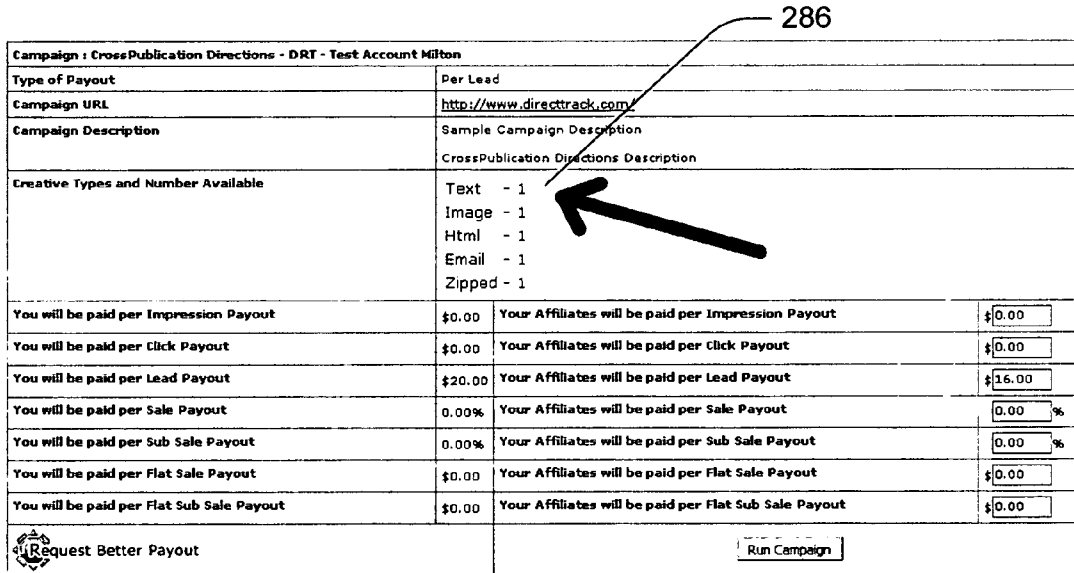 286
Campaign : CrossPublication Directions - DRT - Test Account Milton
Type of Payout Per Lead
Campaign URL http://www.directtrack.com/
Campaign Description Sample Campaign Description
CrossPublication Directions Description
Creative Types and Number Available Text - 1
Image - 1
Html - 1
Email - 1
Zipped - 1
You will be paid per Impression Payout $0.00 Your Affiliates will be paid per Impression Payout $0.00
You will be paid per Click Payout $0.00 Your Affiliates will be paid per Click Payout $0.00
You will be paid per Lead Payout $20.00 Your Affiliates will be paid per Lead Payout $16.00
You will be paid per Sale Payout 0.00% Your Affiliates will be paid per Sale Payout 0.00 %
You will be paid per Sub Sale Payout 0.00% Your Affiliates will be paid per Sub Sale Payout 0.00 %
You will be paid per Flat Sale Payout $0.00 Your Affiliates will be paid per Flat Sale Payout $0.00
You will be paid per Flat Sub Sale Payout $0.00 Your Affiliates will be paid per Flat Sub Sale Payout $0.00
Request Better Payout Run Campaign